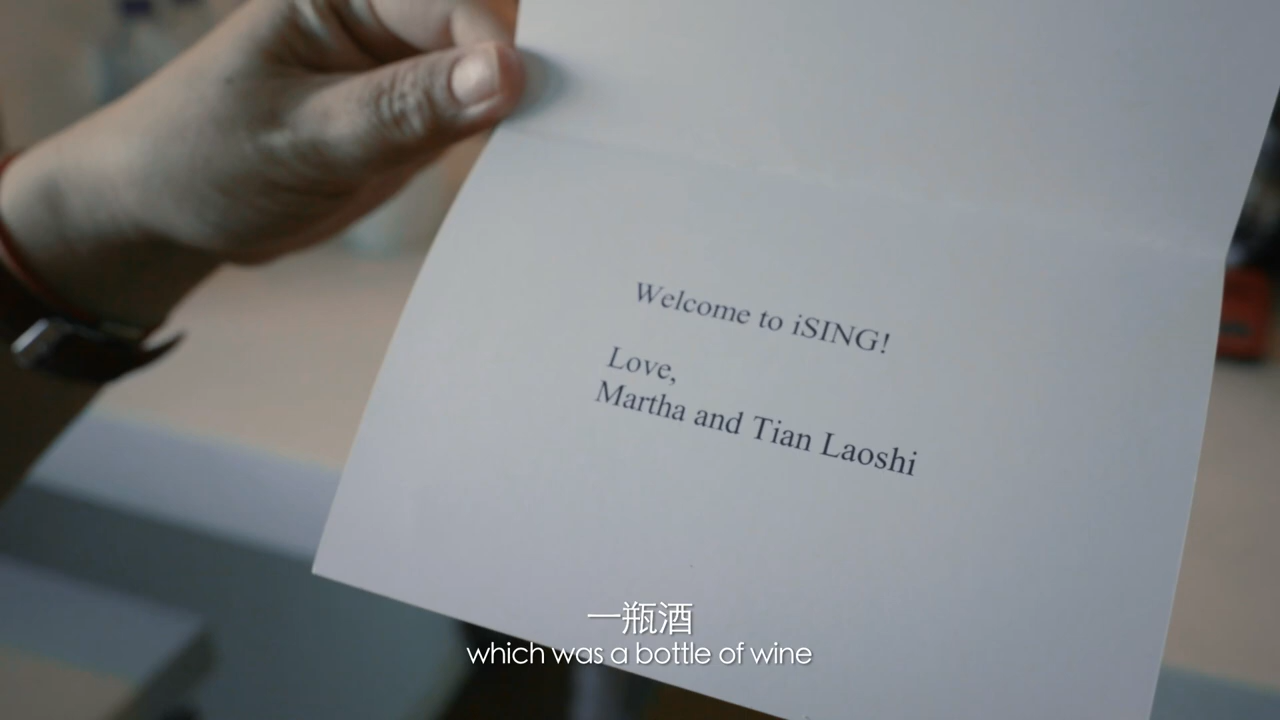 Welcome to iSING!
Love,
Martha and Tian Laoshi
一瓶酒
which was a bottle of wine